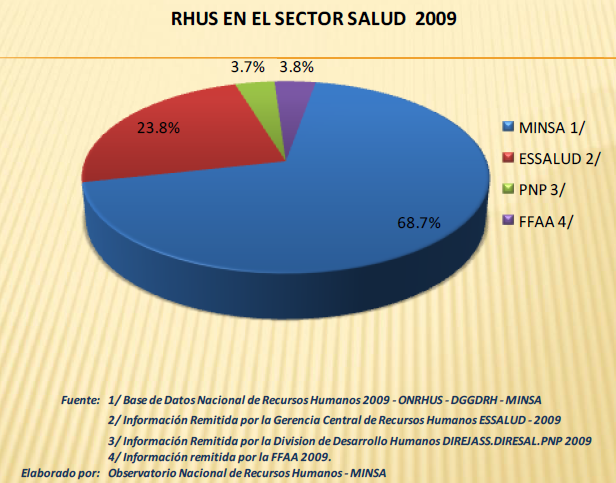 RHUS EN EL SECTOR SALUD 2009
3.7%
3.8%
23.8%
68.7%
MINSA 1/
ESSALUD 2/
PNP 3/
FFAA 4/
Fuente: 1/ Base de Datos Nacional de Recursos Humanos 2009 - ONRHUS - DGGDRH - MINSA
2/ Información Remitida por la Gerencia Central de Recursos Humanos ESSALUD - 2009
3/ Información Remitida por la Division de Desarrollo Humanos DIREJASS.DIRESAL.PNP 2009
4/ Información remitida por la FFAA 2009.
Elaborado por: Observatorio Nacional de Recursos Humanos - MINSA